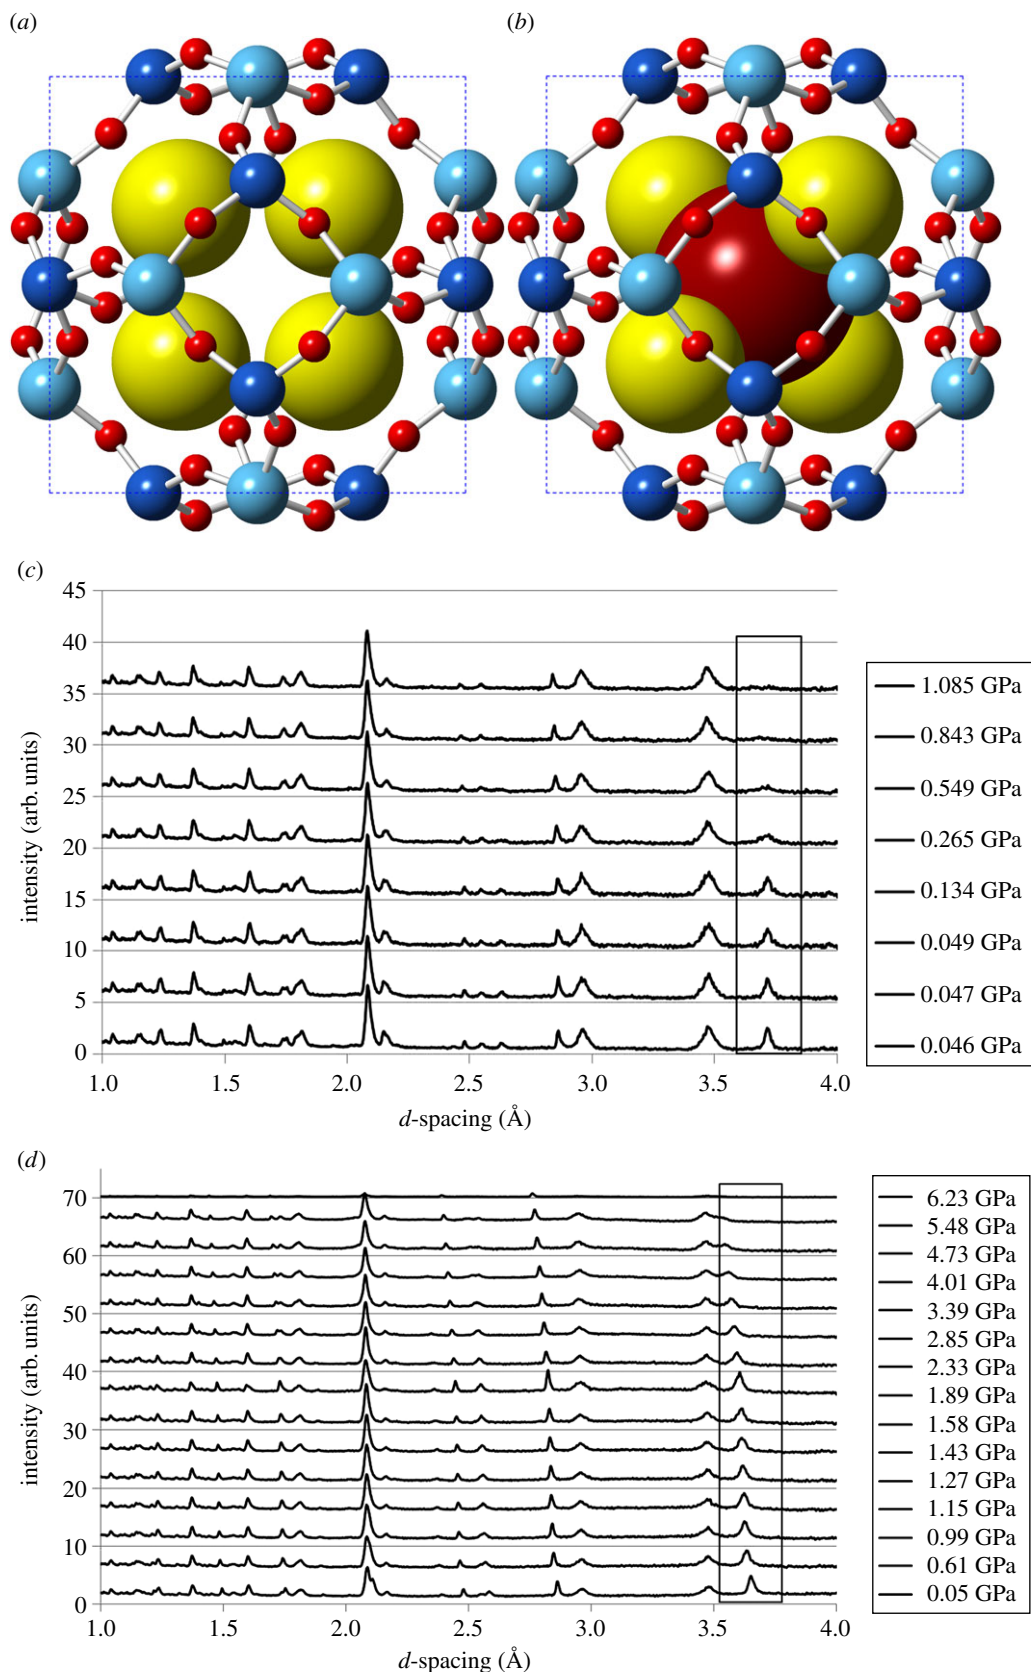 (a)
(b)
(c)
45
40
35
30
25
20
15
10
5
0
intensity (arb. units)
1.0
1.5
2.0
2.5
3.0
3.5
4.0
d-spacing (Å)
1.085 GPa
0.843 GPa
0.549 GPa
0.265 GPa
0.134 GPa
0.049 GPa
0.047 GPa
0.046 GPa
(d)
70
60
50
40
30
20
10
0
intensity (arb. units)
1.0
1.5
2.0
2.5
3.0
3.5
4.0
d-spacing (Å)
6.23 GPa
5.48 GPa
4.73 GPa
4.01 GPa
3.39 GPa
2.85 GPa
2.33 GPa
1.89 GPa
1.58 GPa
1.43 GPa
1.27 GPa
1.15 GPa
0.99 GPa
0.61 GPa
0.05 GPa